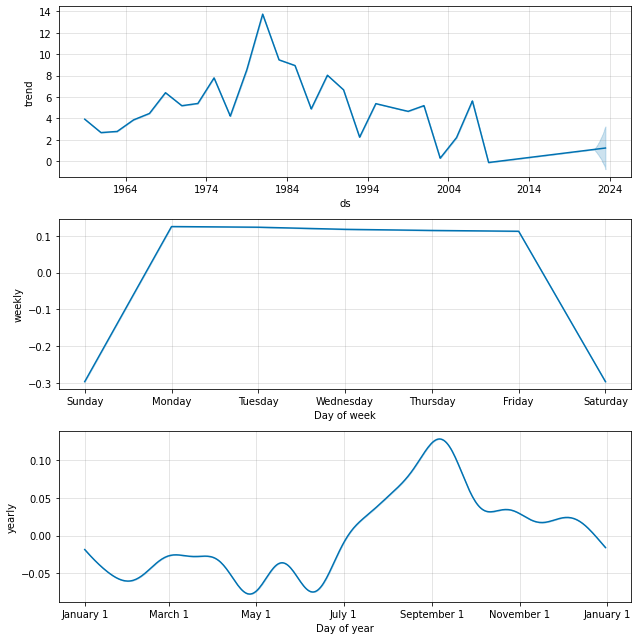 14
12
10
8
6
4
2
0
trend
1964 1974 1984 1994 2004 2014 2024
ds
0.1
0.0
−0.1
−0.2
−0.3
weekly
Sunday Monday Tuesday Wednesday Thursday Friday Saturday
Day of week
0.10
0.05
0.00
−0.05
yearly
January 1 March 1 May 1 July 1 September 1 November 1 January 1
Day of year